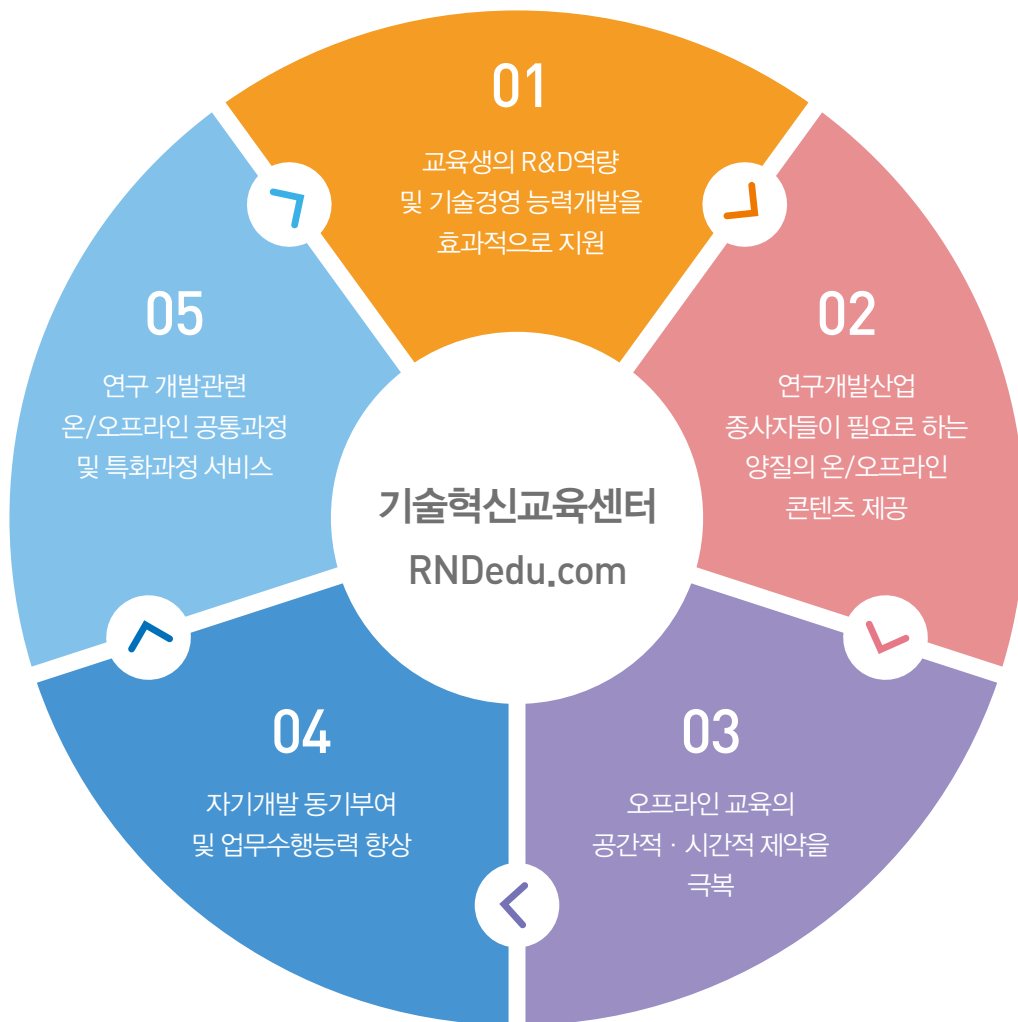 01
교육생의 R&D역량
및 기술경영 능력개발을
효과적으로 지원
02
연구개발산업
종사자들이 필요로 하는
양질의 온/오프라인
콘텐츠 제공
03
오프라인 교육의
공간적 · 시간적 제약을
극복
04
자기개발 동기부여
및 업무수행능력 향상
05
연구 개발관련
온/오프라인 공통과정
및 특화과정 서비스
기술혁신교육센터
RNDedu.com